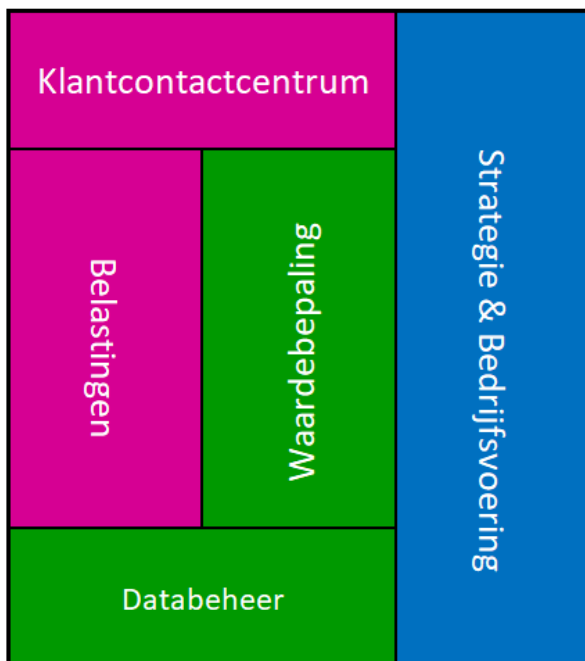 Klantcontactcentrum
Belastingen
Waardebepaling
Strategie & Bedrijfsvoering
Databeheer